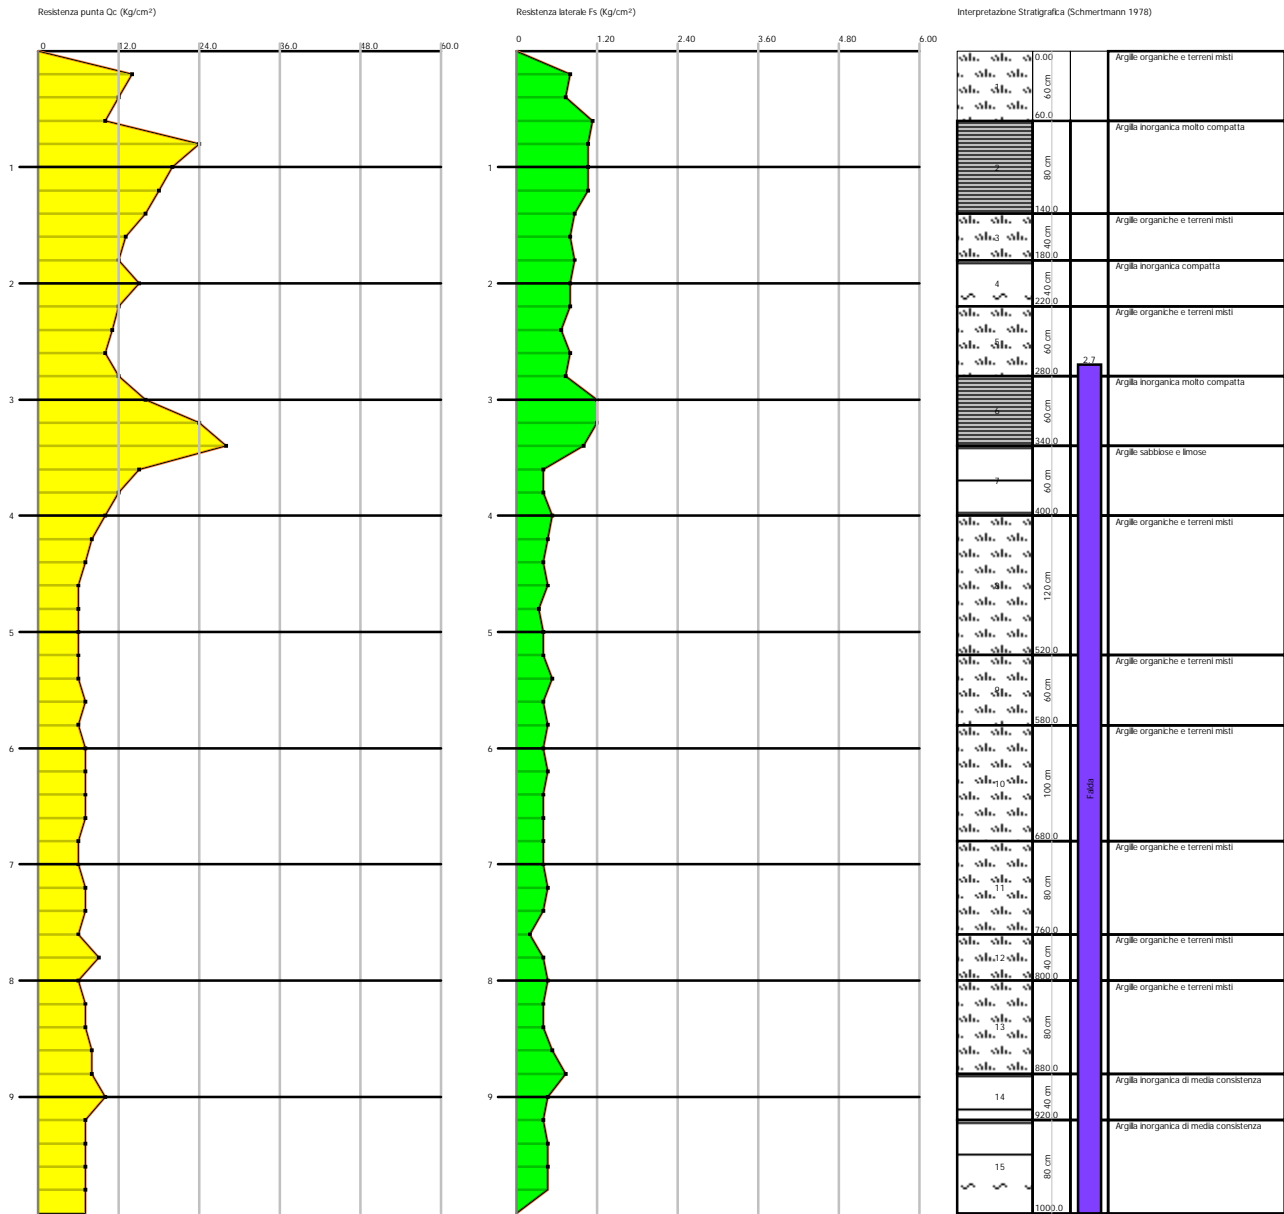 Resistenza punta Qc (Kg/cm²)
0 12.0 24.0 36.0 48.0 60.0
1
2
3
4
5
6
7
8
9
Resistenza laterale Fs (Kg/cm²)
0 1.20 2.40 3.60 4.80 6.00
1
2
3
4
5
6
7
8
9
Interpretazione Stratigrafica (Schmertmann 1978)
0.00
1 60 cm Argille organiche e terreni misti
60.0
2 80 cm Argilla inorganica molto compatta
140.0
3 40 cm Argille organiche e terreni misti
180.0
4 40 cm Argilla inorganica compatta
220.0
5 60 cm Argille organiche e terreni misti
2.7
280.0
6 60 cm Argilla inorganica molto compatta
340.0
7 60 cm Argille sabbiose e limose
400.0
8 120 cm Argille organiche e terreni misti
520.0
9 60 cm Argille organiche e terreni misti
580.0
10 100 cm Argille organiche e terreni misti
Falda
680.0
11 80 cm Argille organiche e terreni misti
760.0
12 40 cm Argille organiche e terreni misti
800.0
13 80 cm Argille organiche e terreni misti
880.0
14 40 cm Argilla inorganica di media consistenza
920.0
15 80 cm Argilla inorganica di media consistenza
1000.0